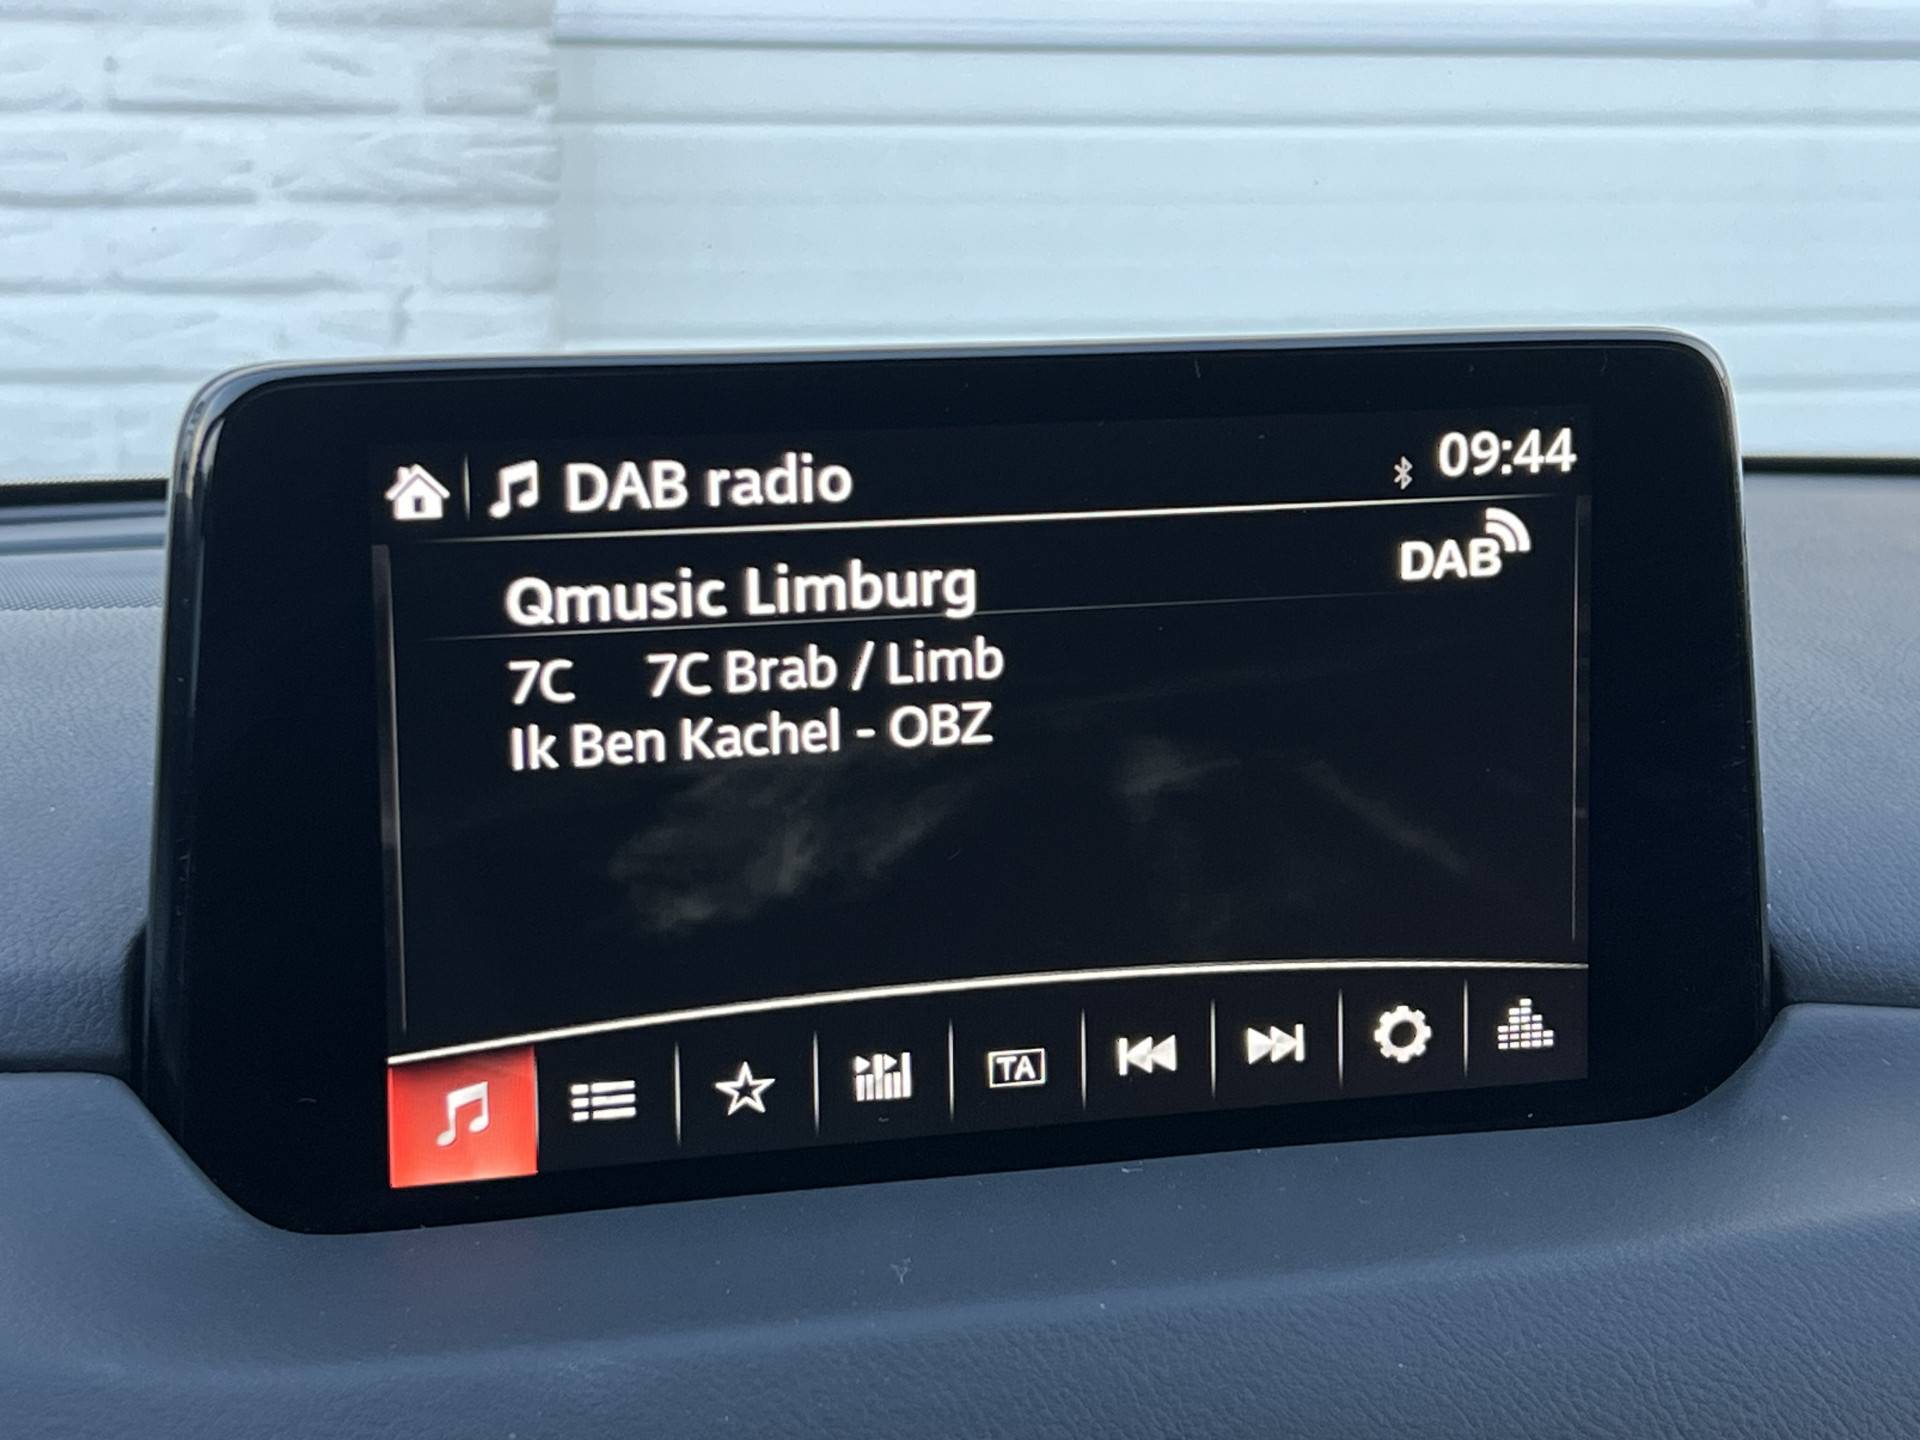 DAB radio
09:44
DAB
Qmusic Limburg
7C 7C Brab / Limb
Ik Ben Kachel - OBZ
TA